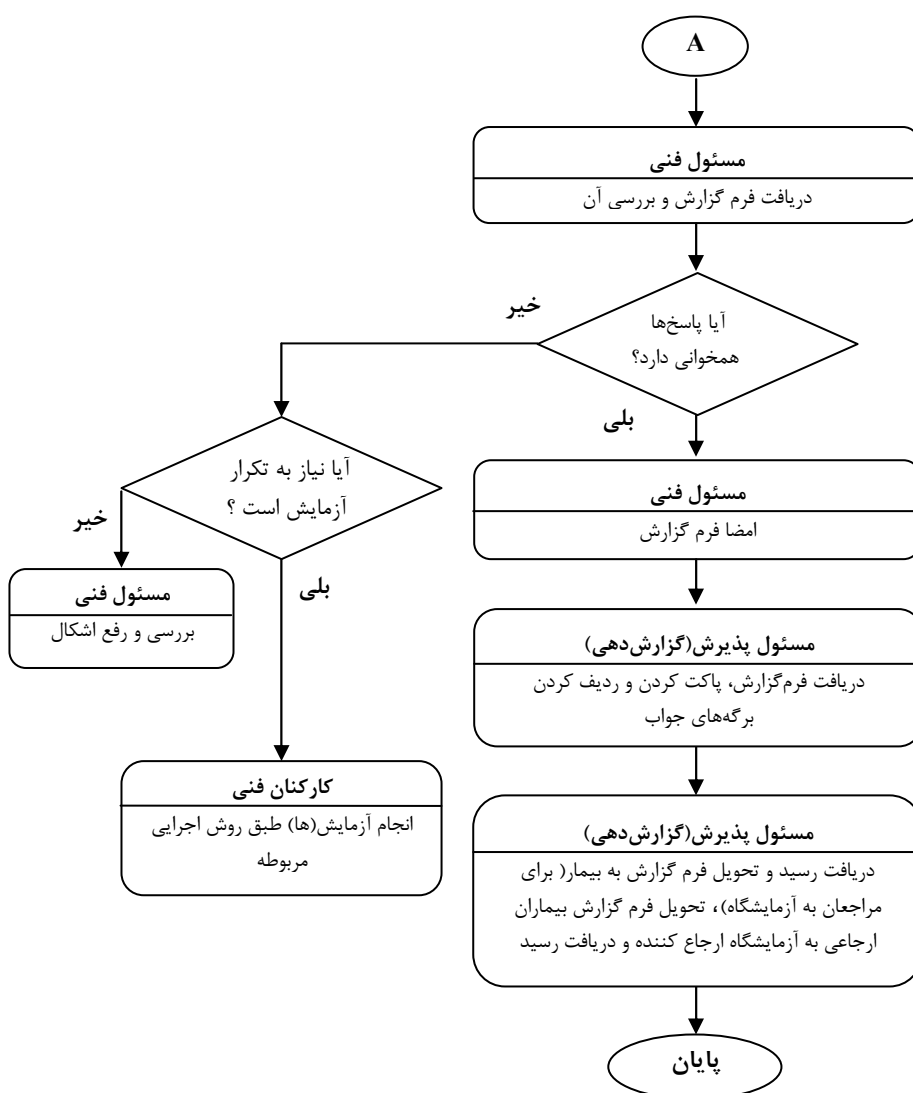 A
مسئول فنی
دریافت فرم گزارش و بررسی آن
آیا پاسخ‌ها
همخوانی دارد؟
خیر
بلی
آیا نیاز به تکرار
آزمایش است ؟
خیر
بلی
مسئول فنی
امضا فرم گزارش
مسئول فنی
بررسی و رفع اشکال
مسئول پذیرش(گزارش‌دهی)
دریافت فرم‌گزارش، پاکت کردن و ردیف کردن
برگه‌های جواب
کارکنان فنی
انجام آزمایش(ها) طبق روش اجرایی
مربوطه
مسئول پذیرش(گزارش‌دهی)
دریافت رسید و تحویل فرم گزارش به بیمار( برای
مراجعان به آزمایشگاه)، تحویل فرم گزارش بیماران
ارجاعی به آزمایشگاه ارجاع کننده و دریافت رسید
پایان